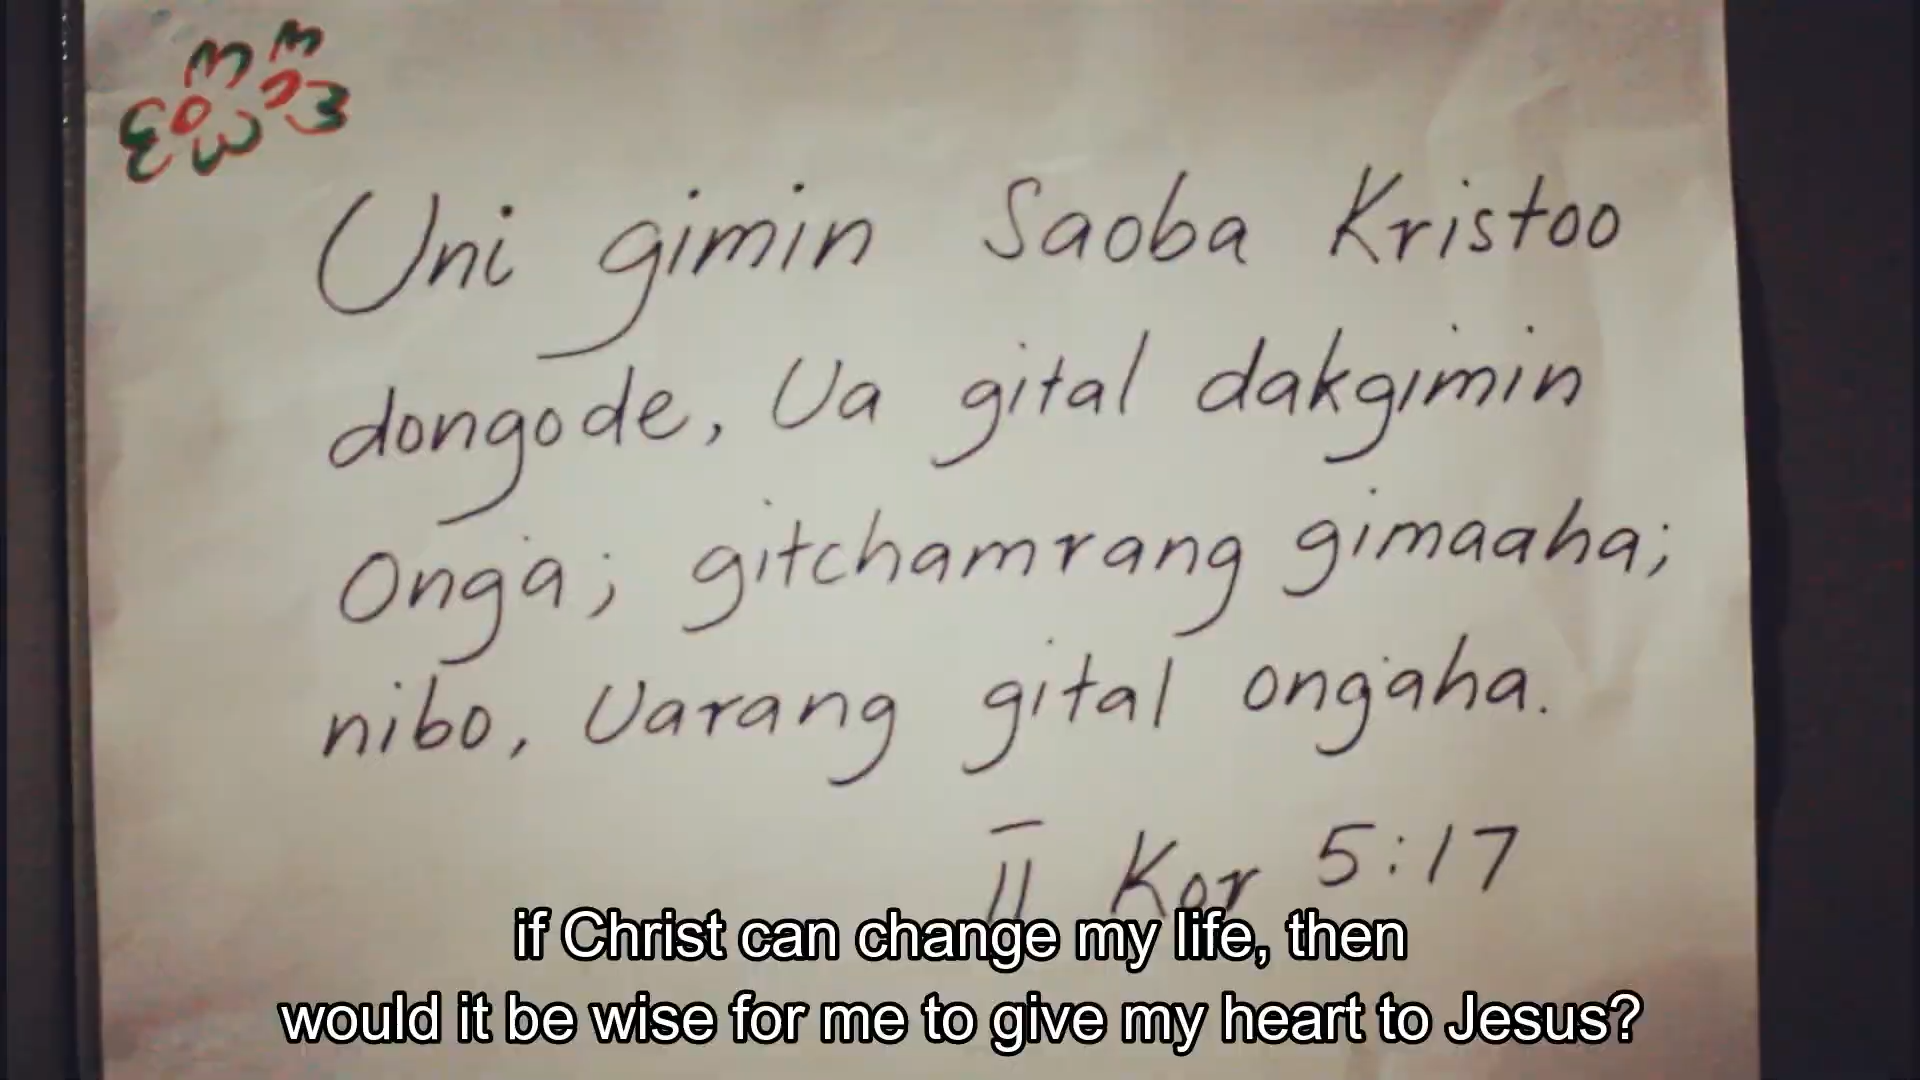 Uni gimin Saoba Kristoo
dongode, Ua gital dakgimin
Onga; gitchamrang gimaaha;
nibo, Uarang gital ongaha.
II Kor 5:17
if Christ can change my life, then
would it be wise for me to give my heart to Jesus?